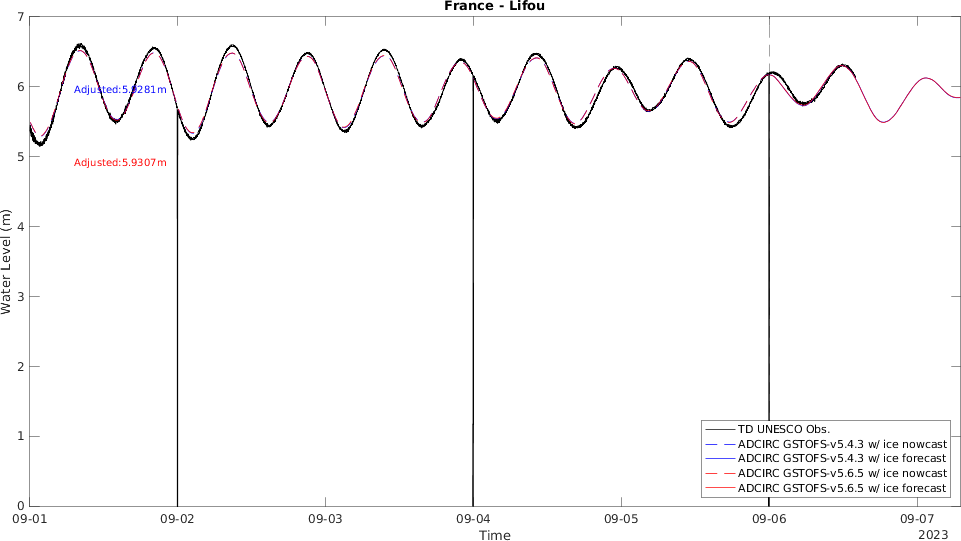 France - Lifou
Water Level (m)
7
6
5
4
3
2
1
0
Adjusted:5.9281m
Adjusted:5.9307m
TD UNESCO Obs.
ADCIRC GSTOFS-v5.4.3 w/ ice nowcast
ADCIRC GSTOFS-v5.4.3 w/ ice forecast
ADCIRC GSTOFS-v5.6.5 w/ ice nowcast
ADCIRC GSTOFS-v5.6.5 w/ ice forecast
09-01 09-02 09-03 09-04 09-05 09-06 09-07
Time
2023